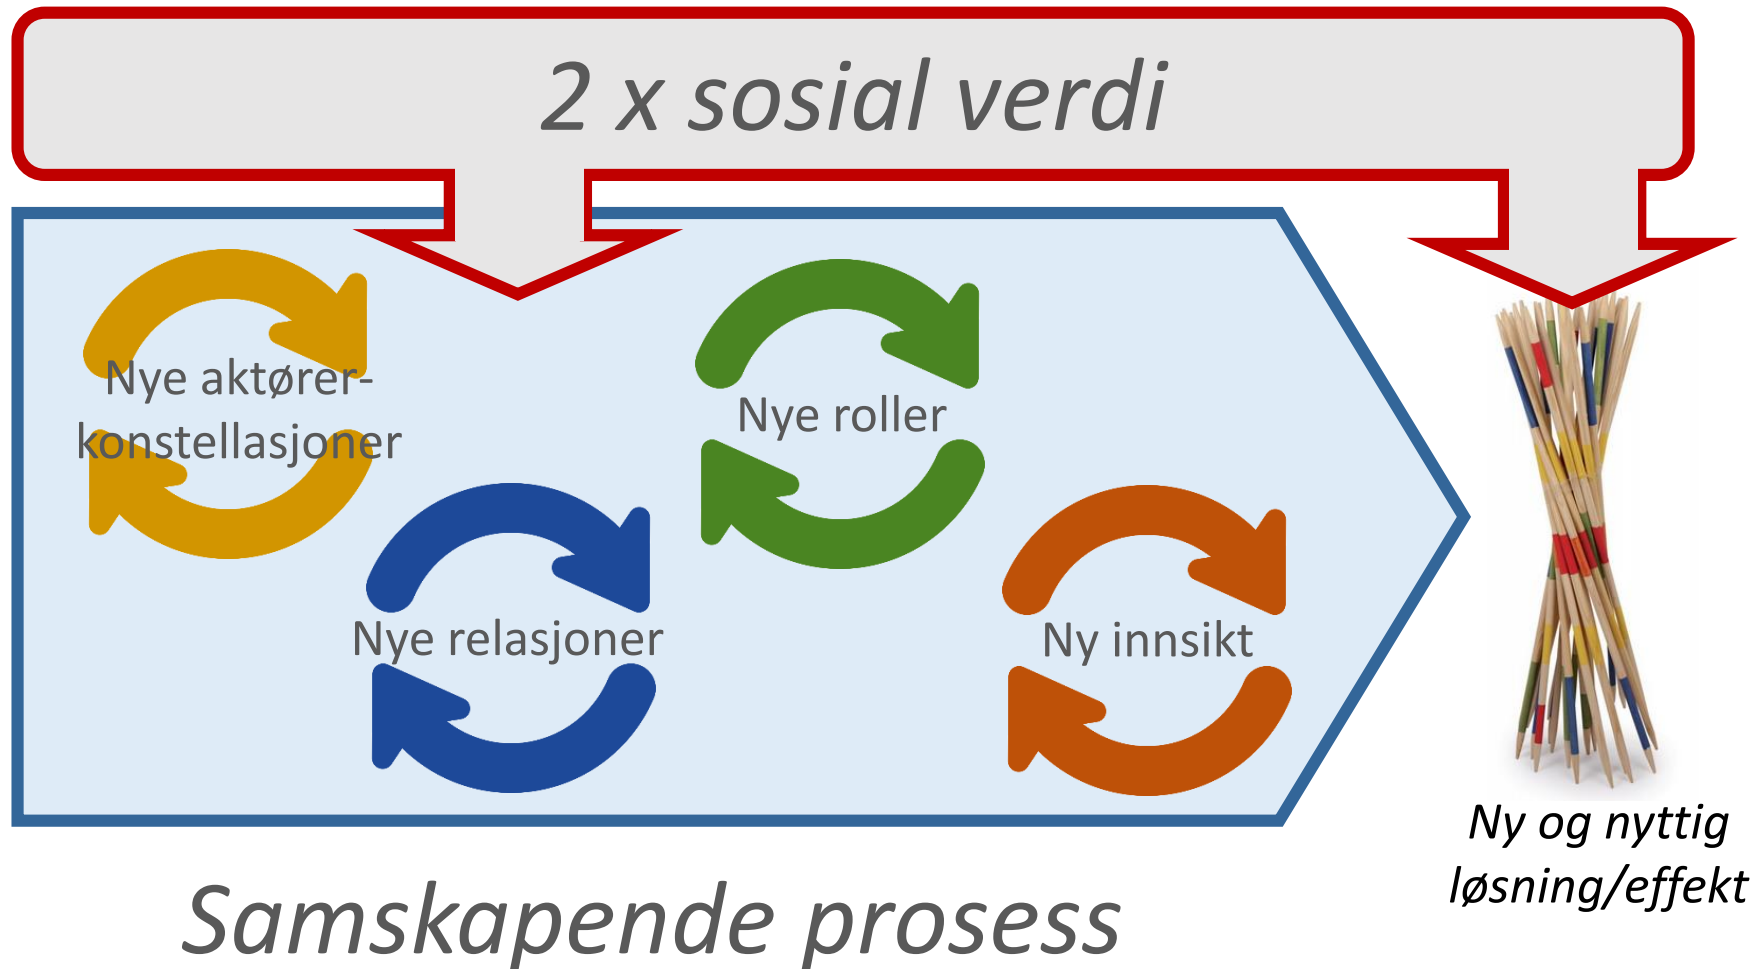 2 x sosial verdi
Nye aktører-
konstellasjoner
Nye roller
Nye relasjoner
Ny innsikt
Ny og nyttig
løsning/effekt
Samskapende prosess